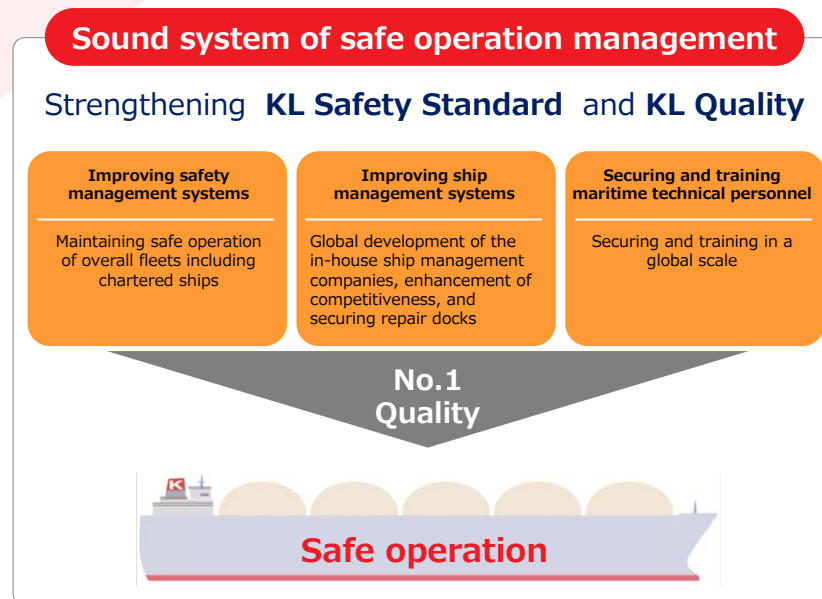 Sound system of safe operation management
Strengthening KL Safety Standard and KL Quality
Improving safety
management systems
Maintaining safe operation
of overall fleets including
chartered ships
Improving ship
management systems
Global development of the
in-house ship management
companies, enhancement of
competitiveness, and
securing repair docks
Securing and training
maritime technical personnel
Securing and training in a
global scale
No.1
Quality
K
Safe operation